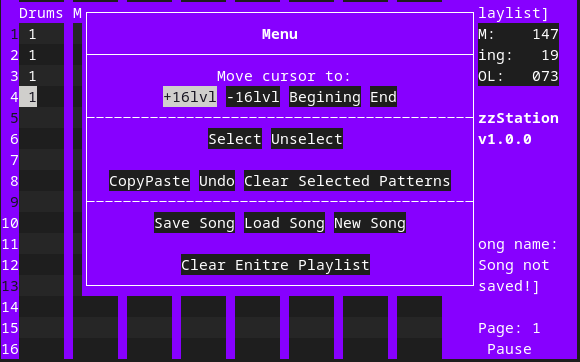 Drums M laylist]
1 1 Menu M: 147
2 1 ing: 19
3 1 Move cursor to: OL: 073
4 1 +16lvl -16lvl Begining End
5 zzStation
6 Select Unselect v1.0.0
7
8 CopyPaste Undo Clear Selected Patterns
9
10 Save Song Load Song New Song
11 ong name:
12 Clear Enitre Playlist Song not
13 saved!]
14
15 Page: 1
16 Pause